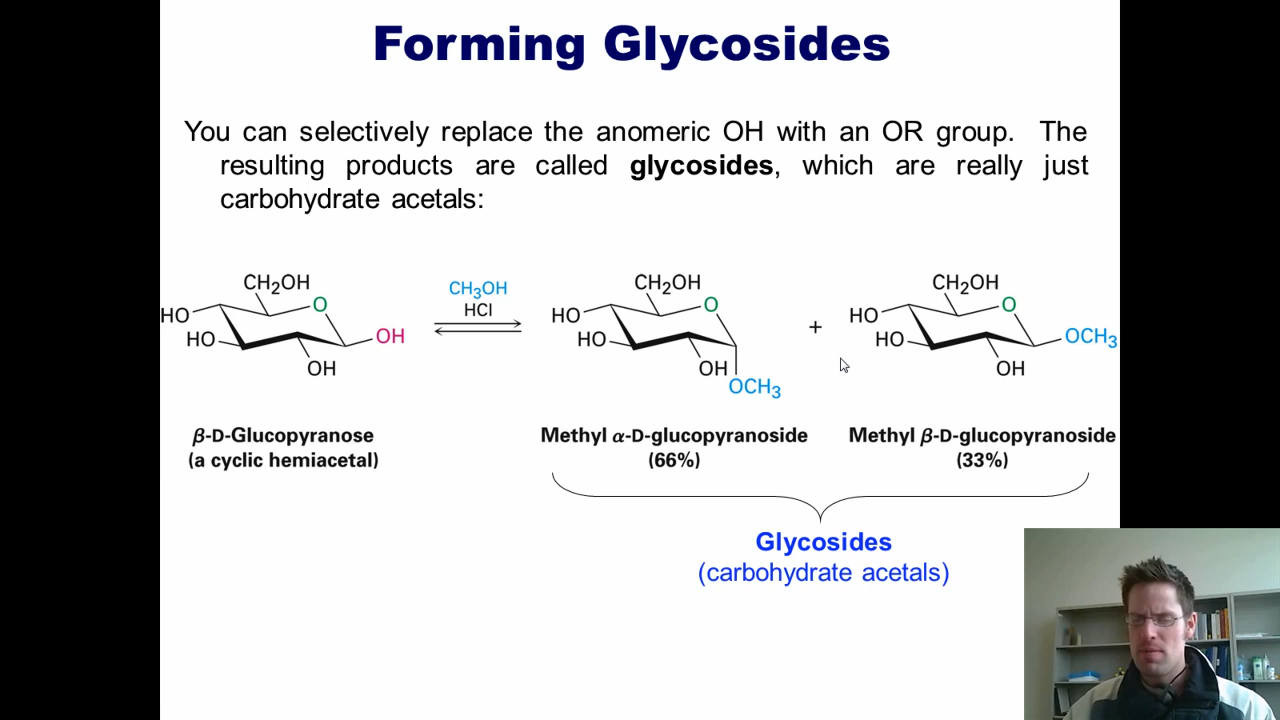 Forming Glycosides
You can selectively replace the anomeric OH with an OR group. The
resulting products are called glycosides, which are really just
carbohydrate acetals:
CH₂OH
HO
O
HO
OH
OH
CH₃OH
HCl
CH₂OH
HO
O
HO
OH
OCH₃
+
CH₂OH
HO
O
HO
OH
OCH₃
β-D-Glucopyranose
(a cyclic hemiacetal)
Methyl α-D-glucopyranoside
(66%)
Methyl β-D-glucopyranoside
(33%)
Glycosides
(carbohydrate acetals)